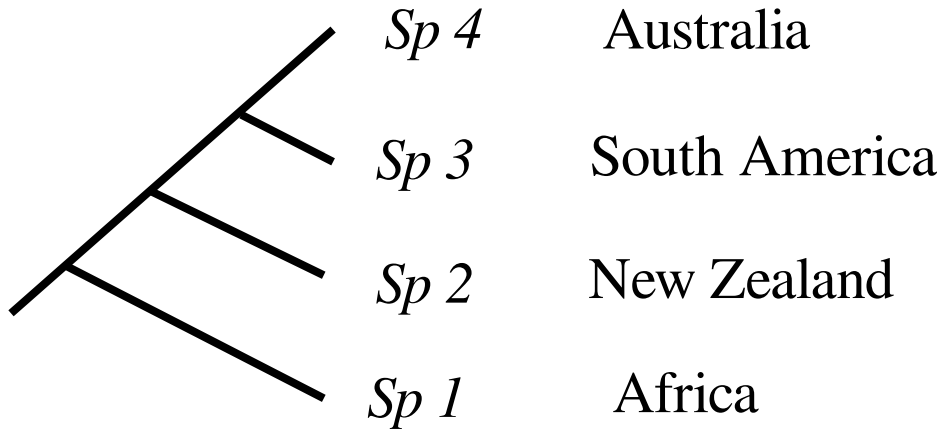 Sp 4 Australia
Sp 3 South America
Sp 2 New Zealand
Sp 1 Africa